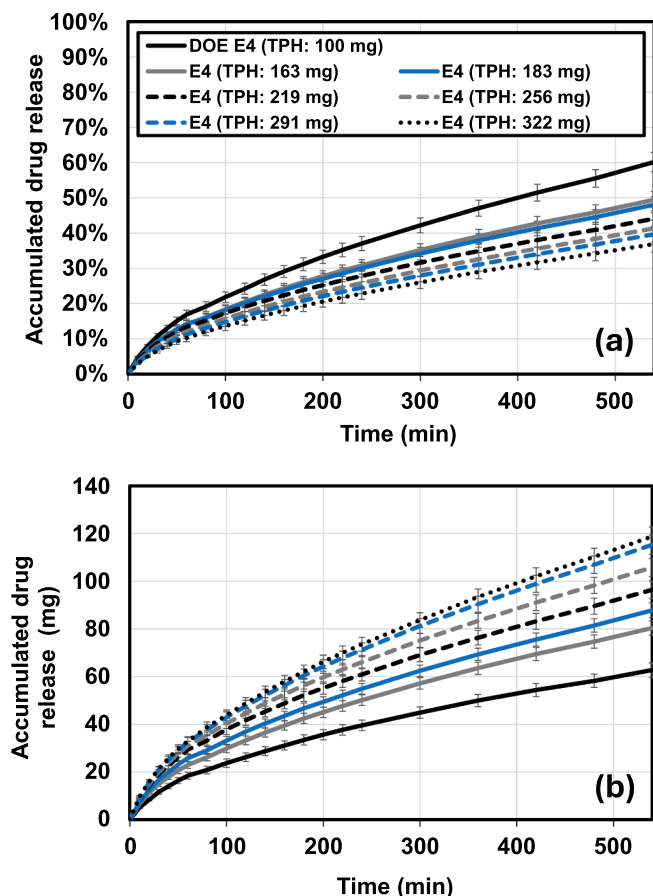 100%
90%
80%
70%
60%
50%
40%
30%
20%
10%
0%
Accumulated drug release
DOE E4 (TPH: 100 mg)
E4 (TPH: 163 mg) E4 (TPH: 183 mg)
E4 (TPH: 219 mg) E4 (TPH: 256 mg)
E4 (TPH: 291 mg) E4 (TPH: 322 mg)
(a)
0 100 200 300 400 500
Time (min)
140
120
100
80
60
40
20
0
Accumulated drug
release (mg)
(b)
0 100 200 300 400 500
Time (min)